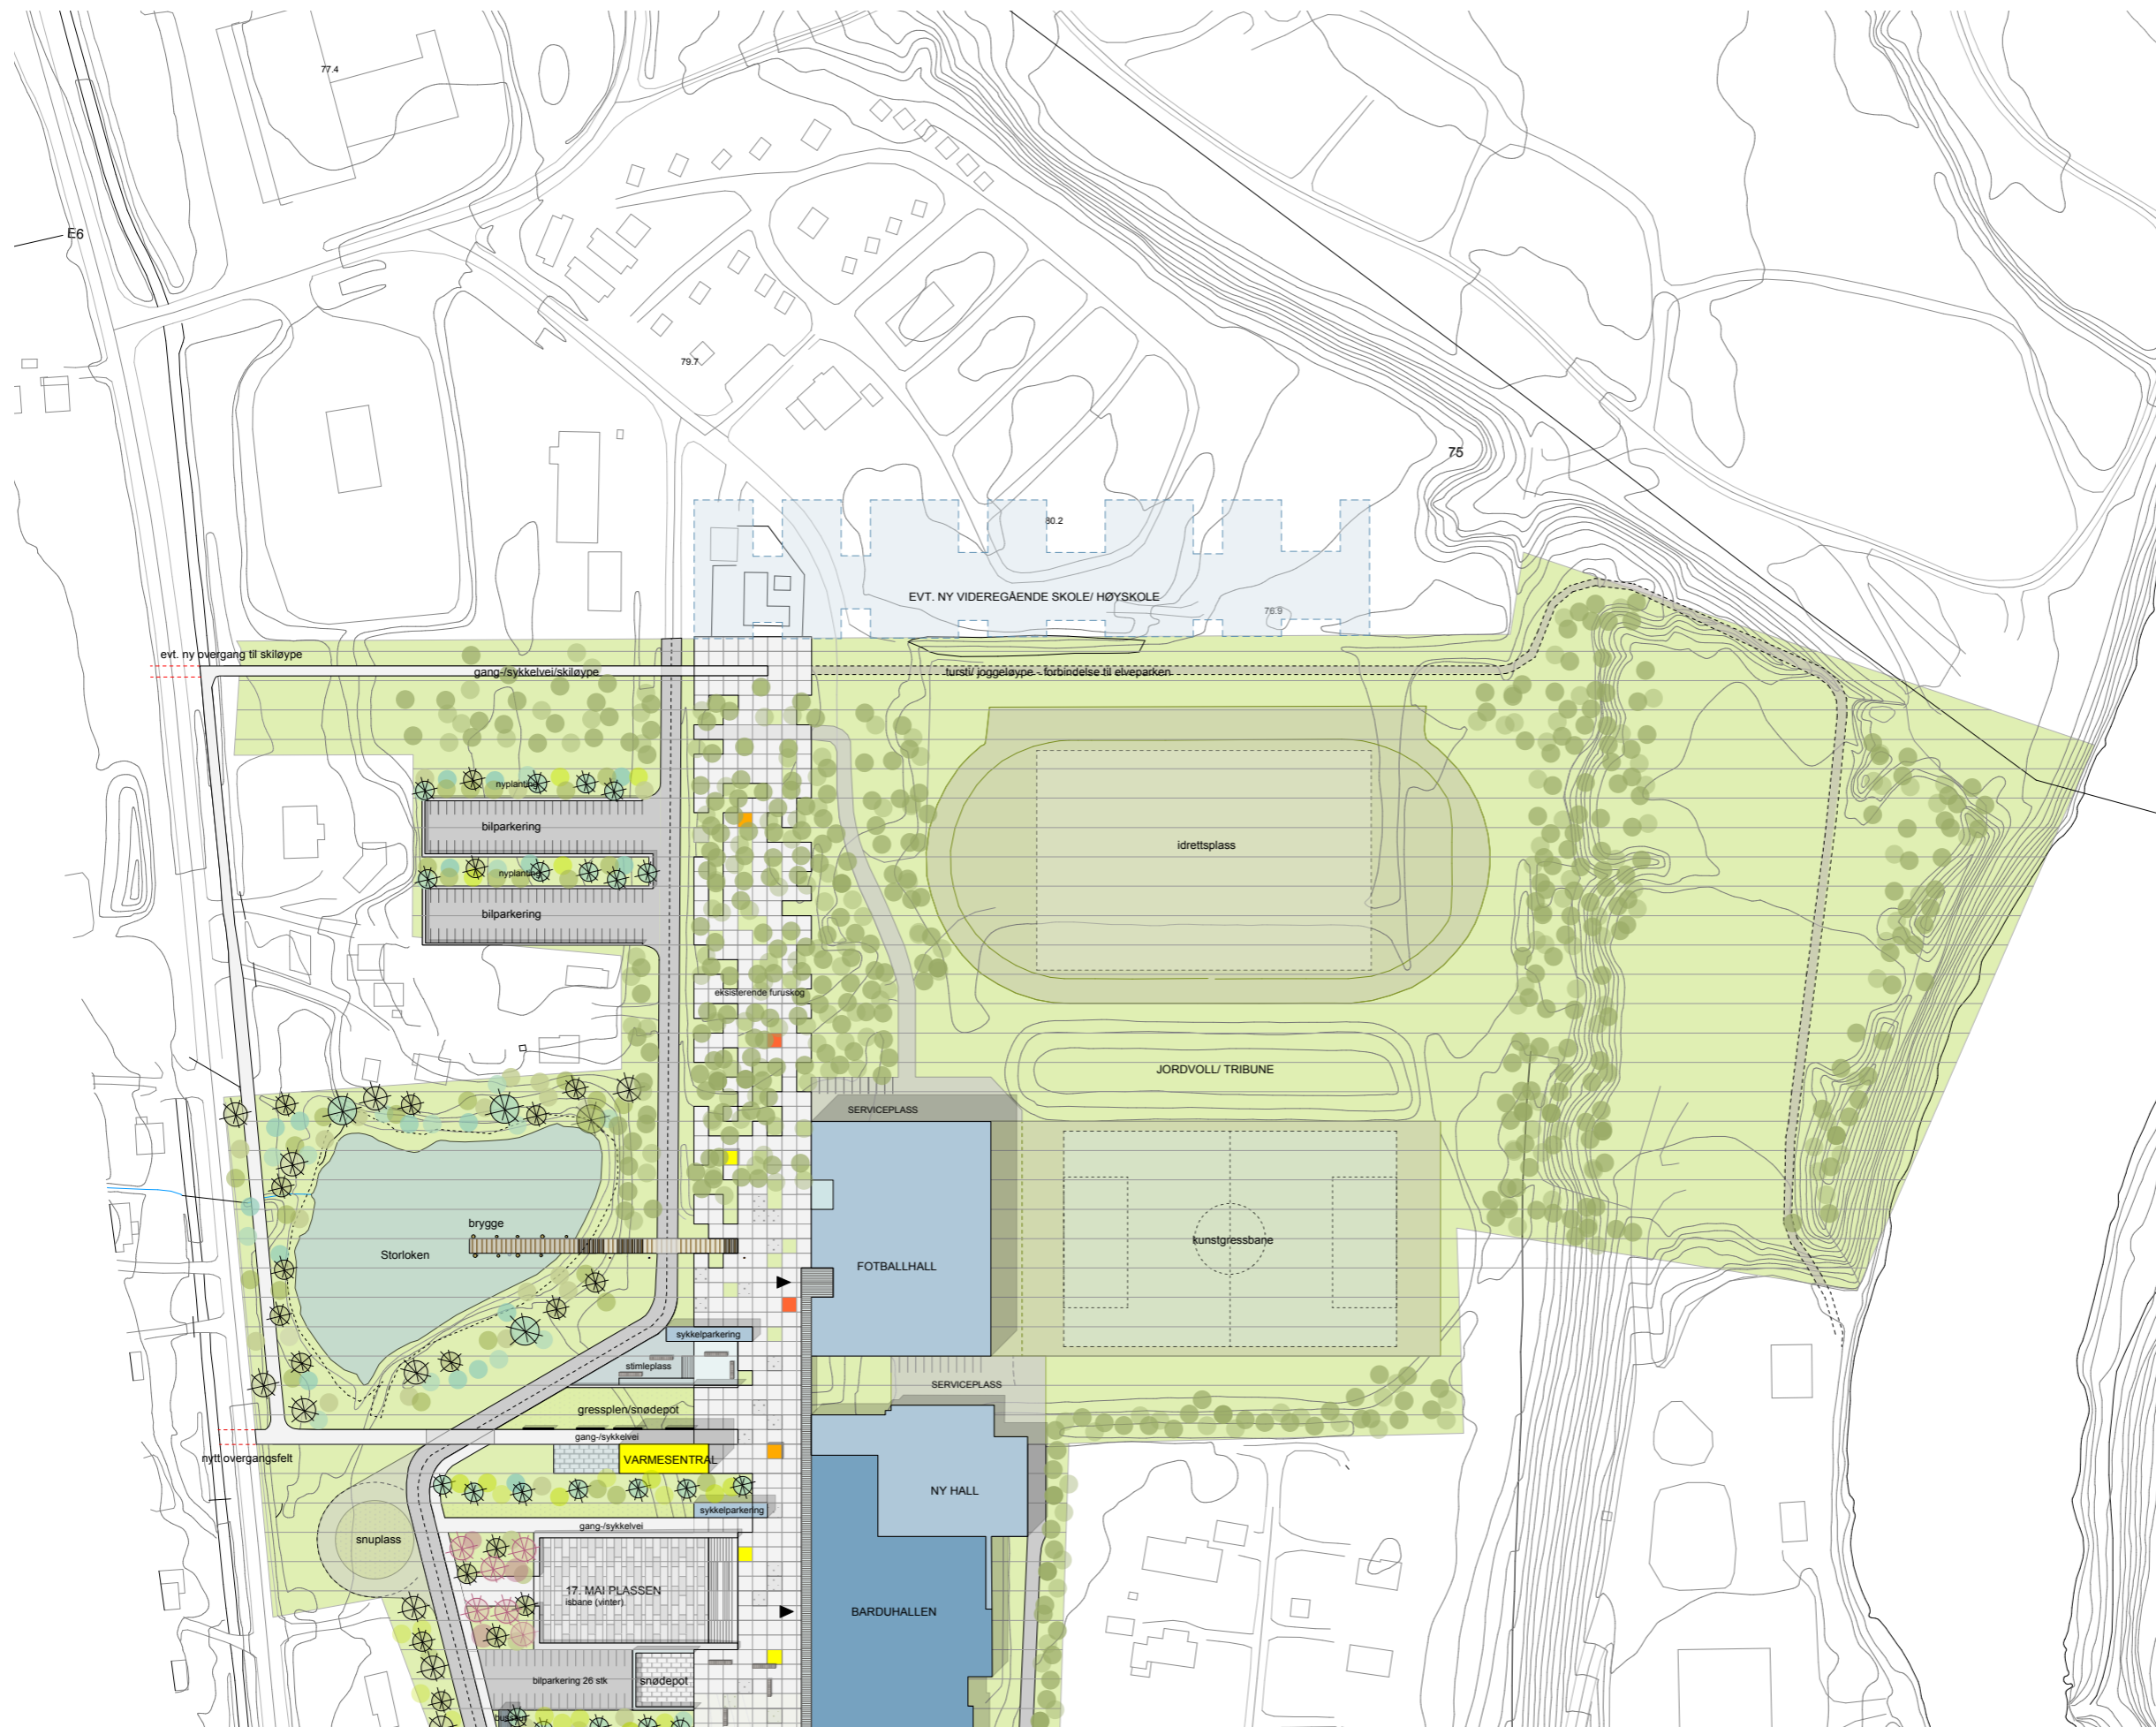 77.4
E6
79.7
75
80.2
EVT. NY VIDEREGÅENDE SKOLE/ HØYSKOLE
76.9
evt. ny overgang til skiløype
gang-/sykkelvei/skiløype
tursti/ joggeløype - forbindelse til elveparken
nyplanting
bilparkering
idrettsplass
nyplanting
bilparkering
eksisterende furuskog
JORDVOLL/ TRIBUNE
SERVICEPLASS
brygge
Storloken
kunstgressbane
FOTBALLHALL
sykkelparkering
stimleplass
SERVICEPLASS
gressplen/snødepot
gang-/sykkelvei
nytt overgangsfelt
VARMESENTRAL
NY HALL
sykkelparkering
gang-/sykkelvei
snuplass
17. MAI PLASSEN
isbane (vinter)
BARDUHALLEN
bilparkering 26 stk
snødepot